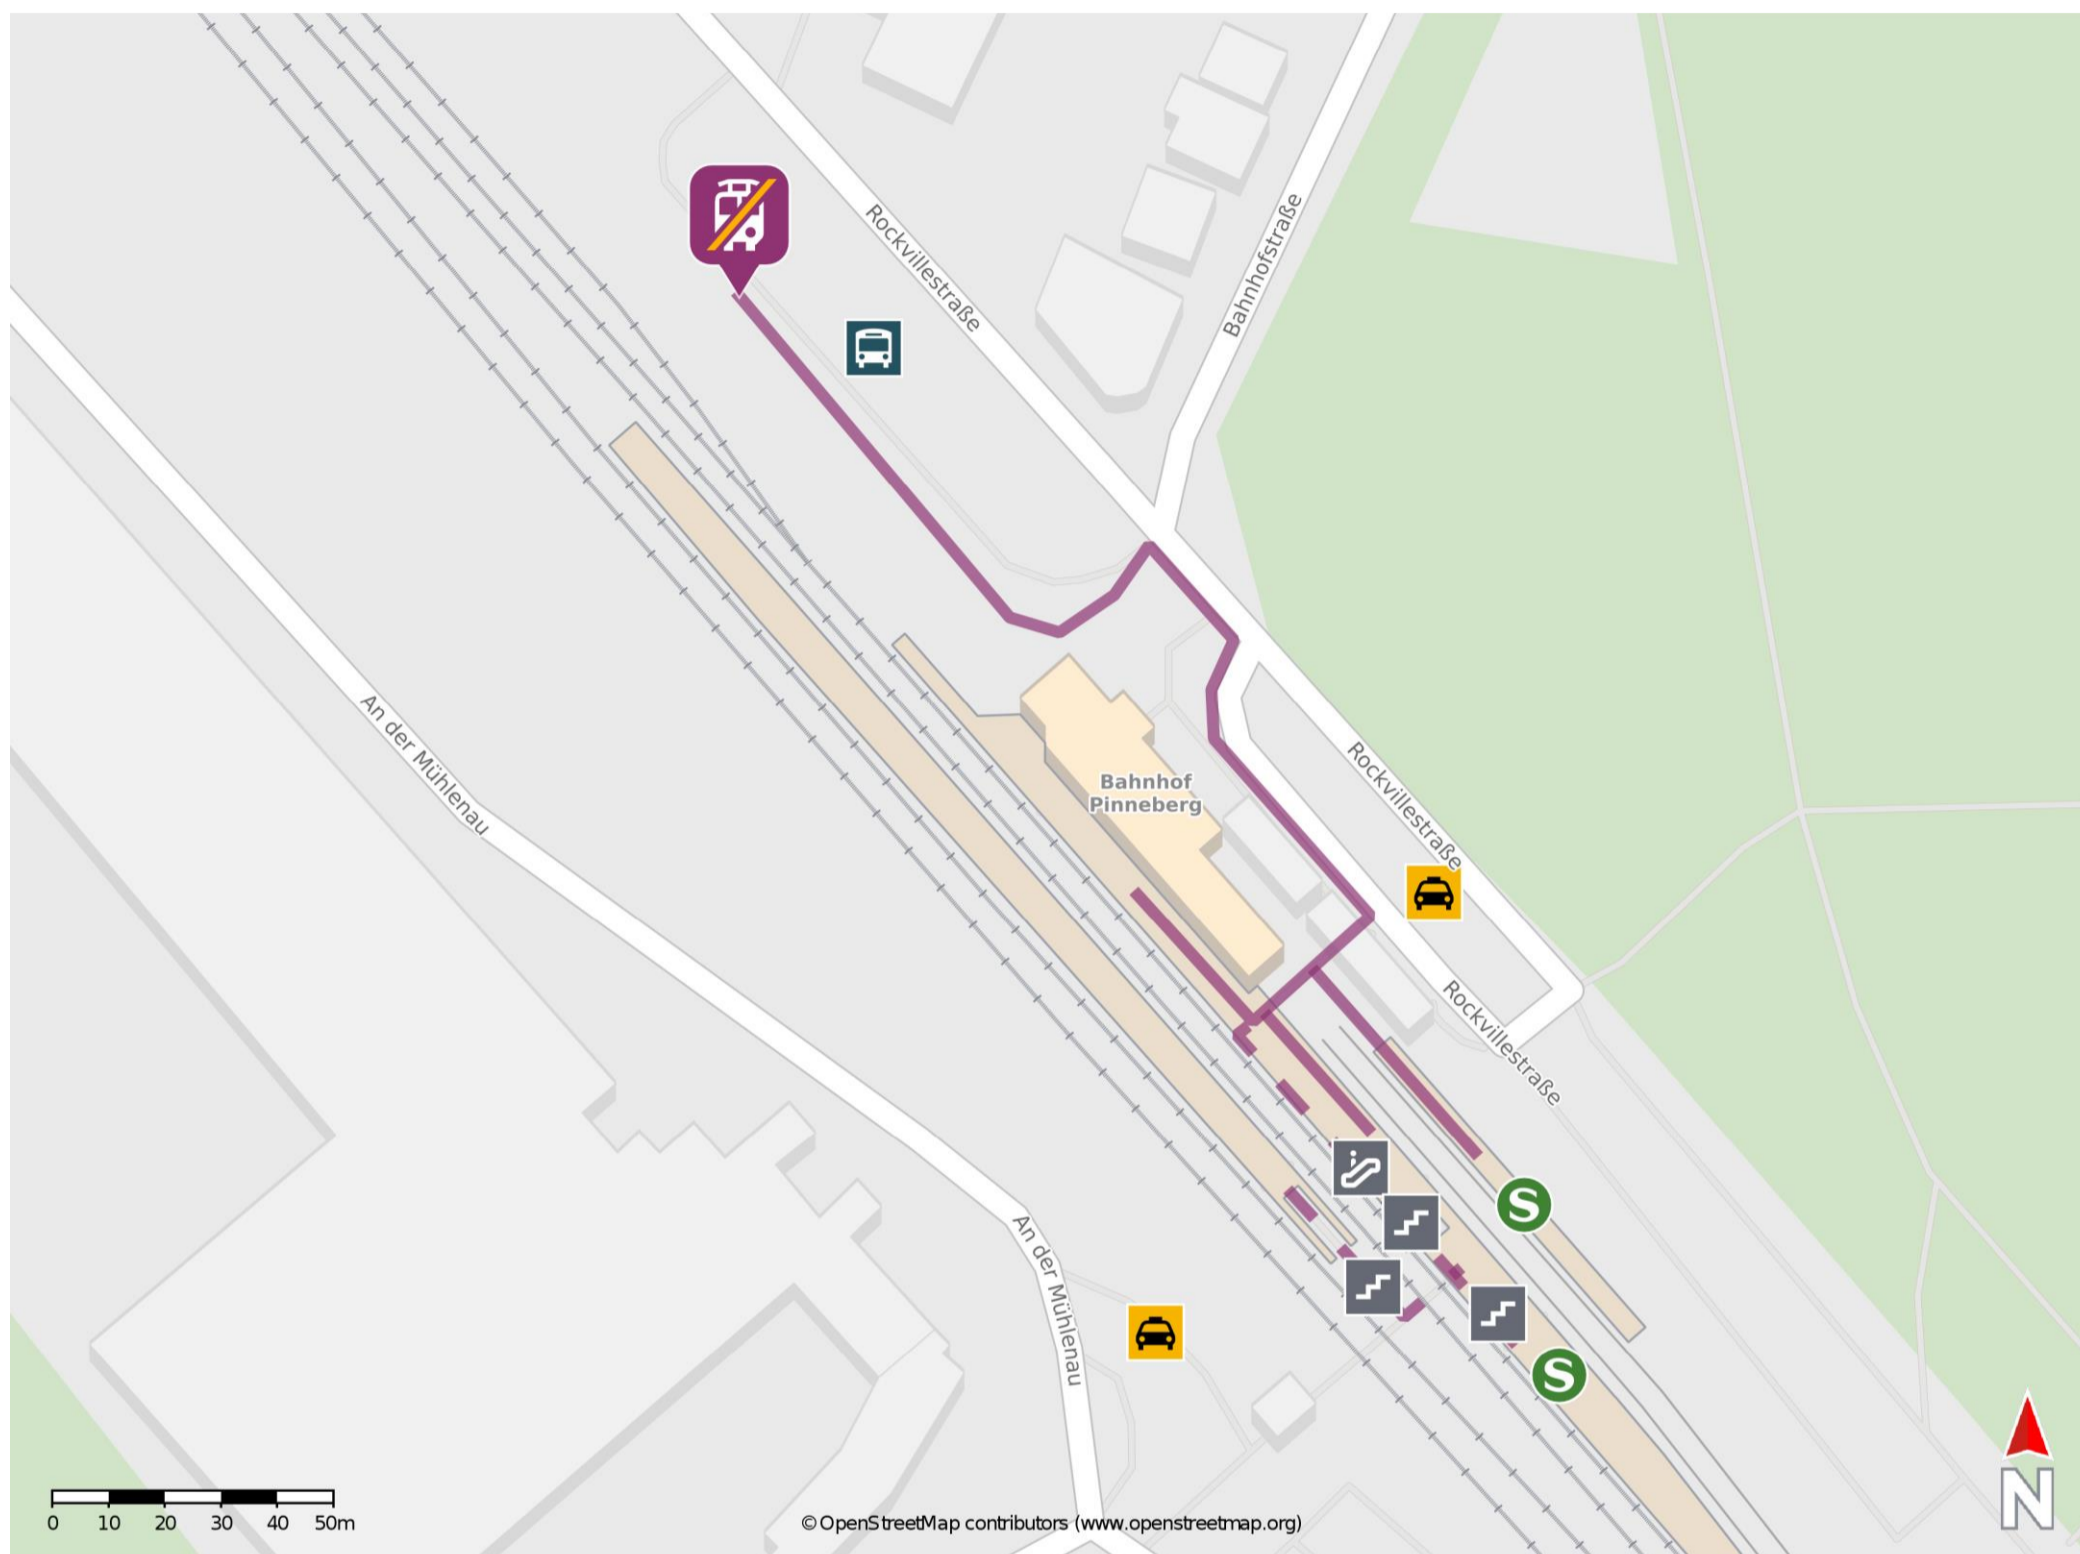 Rockvillestraße
Bahnhofstraße
An der Mühlenau
Bahnhof
Pinneberg
Rockvillestraße
Rockvillestraße
An der Mühlenau
S
S
N
0 10 20 30 40 50m
© OpenStreetMap contributors (www.openstreetmap.org)